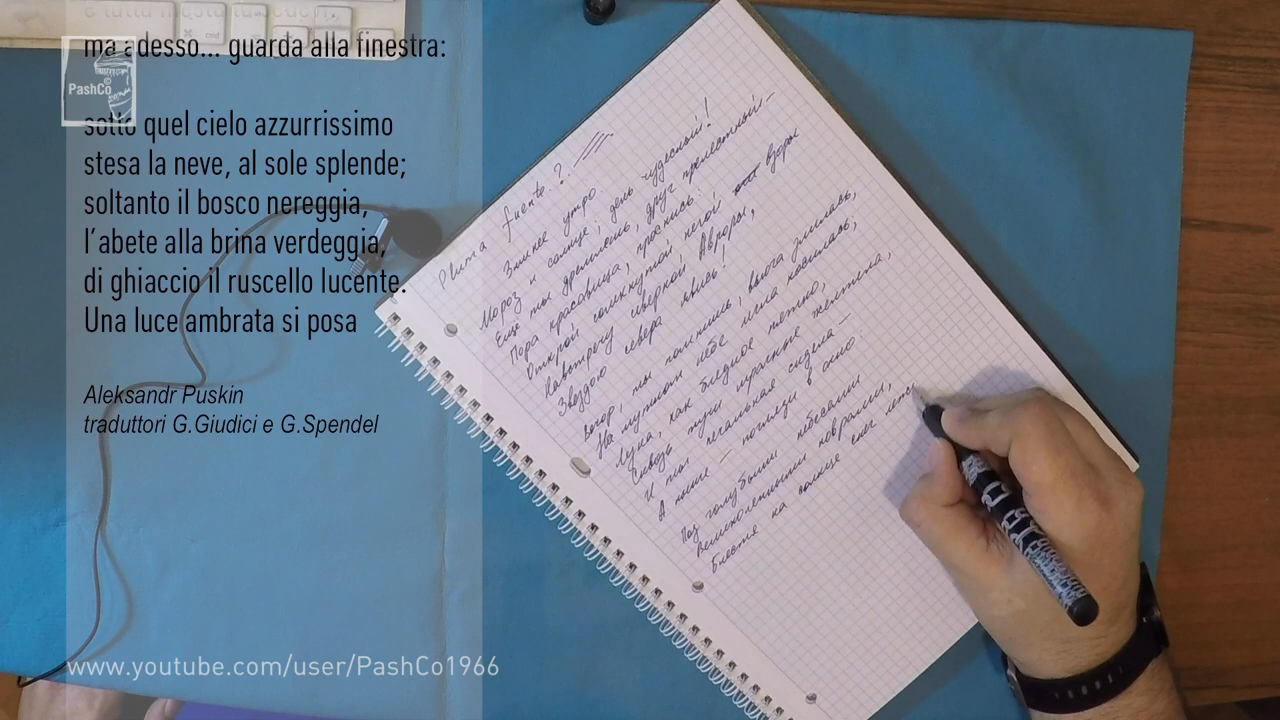 ma adesso... guarda alla finestra:
PashCo
sotto quel cielo azzurrissimo
stesa la neve, al sole splende;
soltanto il bosco nereggia,
l'abete alla brina verdeggia,
di ghiaccio il ruscello lucente.
Una luce ambrata si posa
Aleksandr Puskin
traduttori G.Giudici e G.Spendel
www.youtube.com/user/PashCo1966
Pluma fuente.?.
Зимнее утро.
Мороз и солнце; день чудесный!
Ещё ты дремлешь, друг прелестный –
Пора красавица, проснись:
Открой сомкнуты негой взоры
Навстречу северной Авроры,
Звездою севера явись!
Вечор, ты помнишь, вьюга злилась,
На мутном небе мгла носилась;
Луна, как бледное пятно,
Сквозь тучи мрачные желтела,
И ты печальная сидела –
А нынче – погляди в окно:
Под голубыми небесами
Великолепными коврами,
Блестя на солнце снег леж